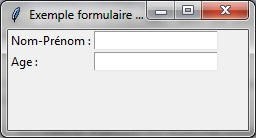 Exemple formulaire ...
Nom-Prénom :
Age :